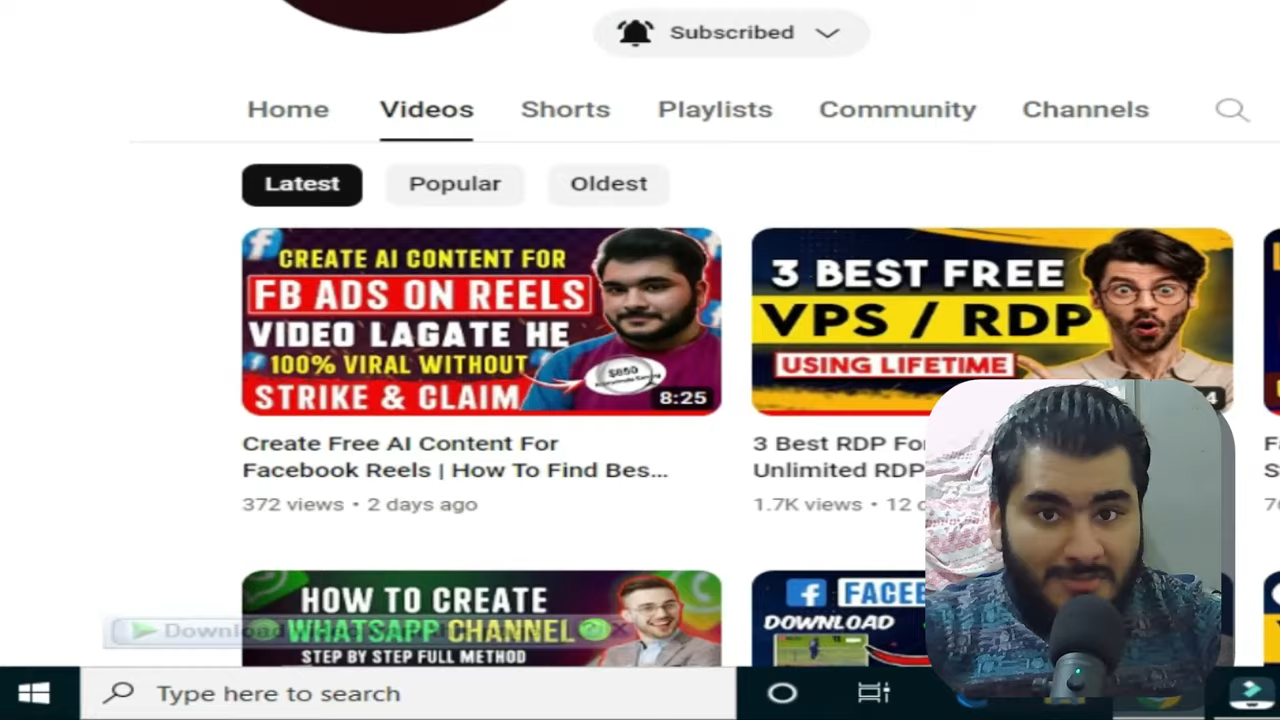 Subscribed
Home Videos Shorts Playlists Community Channels
Latest Popular Oldest
CREATE AI CONTENT FOR
FB ADS ON REELS
VIDEO LAGATE HE
100% VIRAL WITHOUT
STRIKE & CLAIM
$650
8:25
3 BEST FREE
VPS / RDP
USING LIFETIME
4
Create Free AI Content For
Facebook Reels | How To Find Bes...
372 views • 2 days ago
3 Best RDP Fo
Unlimited RDP
1.7K views • 12 d
HOW TO CREATE
WHATSAPP CHANNEL
STEP BY STEP FULL METHOD
FACE
DOWNLOAD
Download
Type here to search